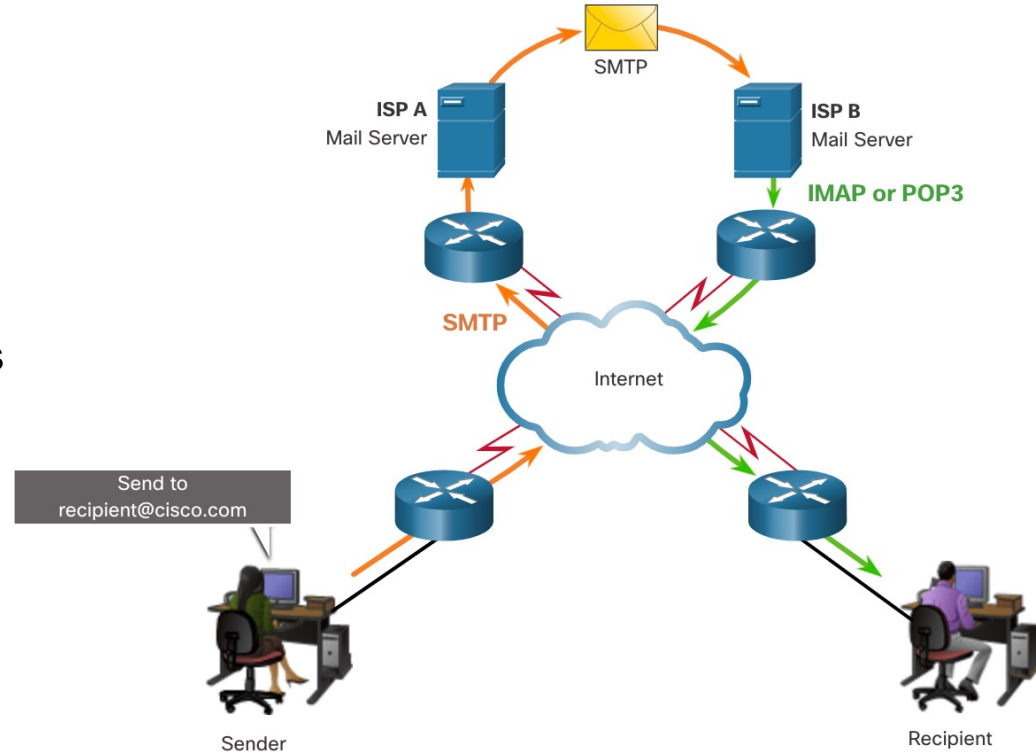 SMTP
ISP A
Mail Server
ISP B
Mail Server
IMAP or POP3
SMTP
Internet
s
Send to
recipient@cisco.com
Sender
Recipient